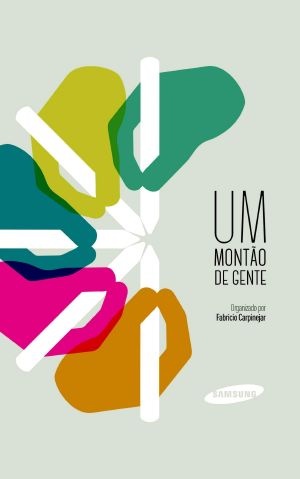 UM
MONTÃO
DE GENTE
Organizado por
Fabrício Carpinejar
SAMSUNG